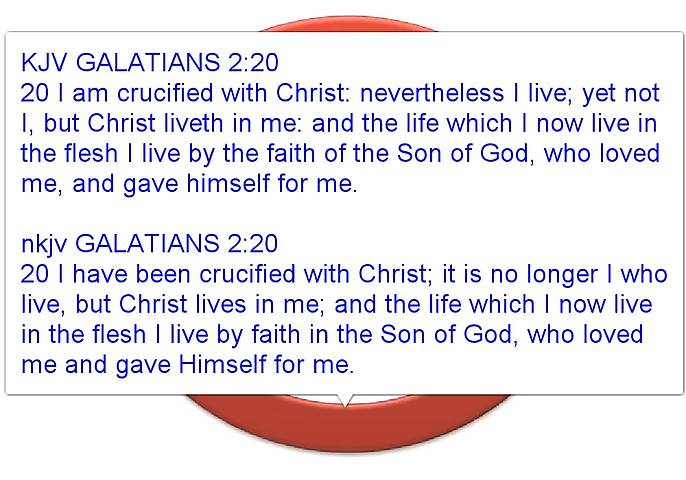 KJV GALATIANS 2:20
20 I am crucified with Christ: nevertheless I live; yet not
I, but Christ liveth in me: and the life which I now live in
the flesh I live by the faith of the Son of God, who loved
me, and gave himself for me.
nkjv GALATIANS 2:20
20 I have been crucified with Christ; it is no longer I who
live, but Christ lives in me; and the life which I now live
in the flesh I live by faith in the Son of God, who loved
me and gave Himself for me.